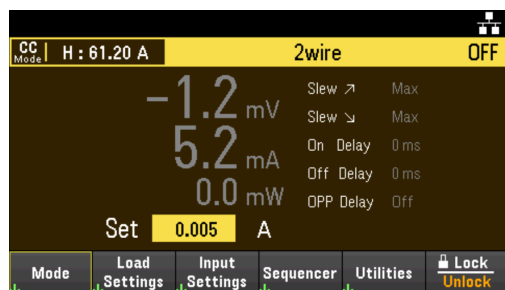 CC Mode H : 61.20 A 2wire OFF
−1.2 mV Slew ↗ Max
5.2 mA Slew ↘ Max
0.0 mW On Delay 0 ms
Off Delay 0 ms
OPP Delay Off
Set 0.005 A
Mode Load Settings Input Settings Sequencer Utilities Lock
Unlock